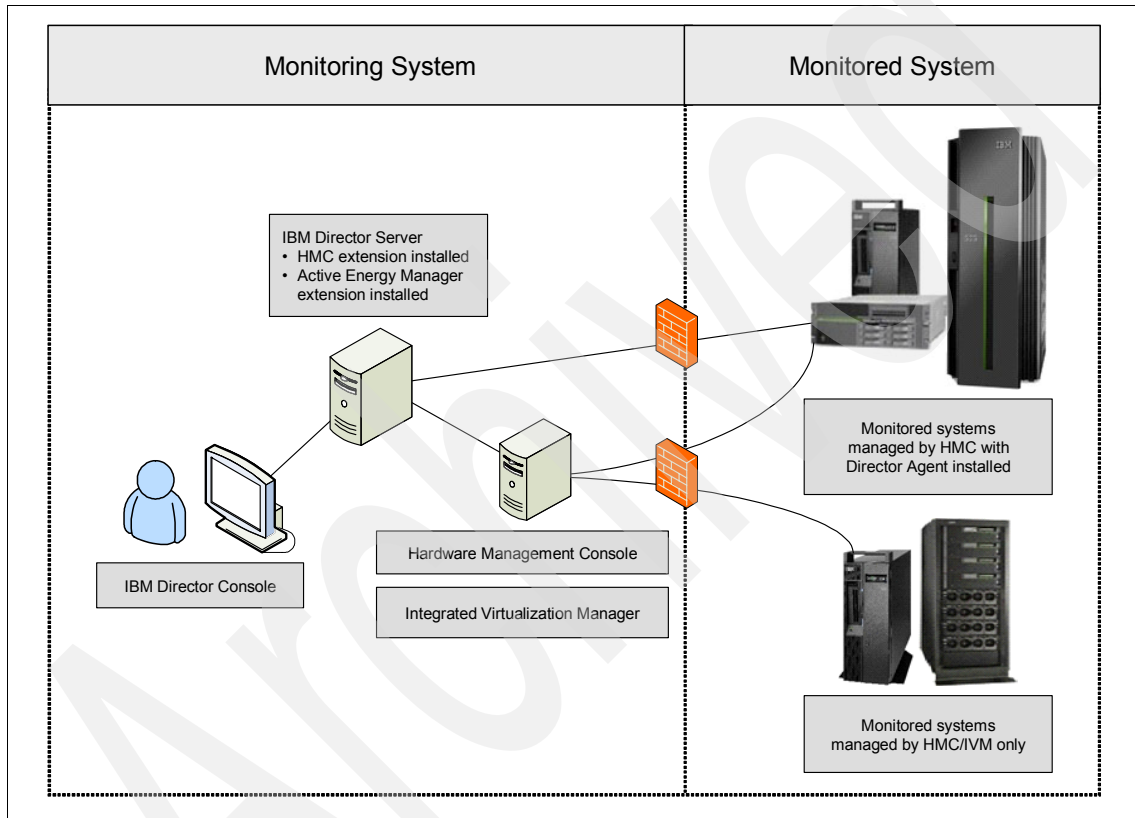 Monitoring System
Monitored System
IBM Director Server
• HMC extension installed
• Active Energy Manager
extension installed
IBM
Monitored systems
managed by HMC with
Director Agent installed
Hardware Management Console
IBM Director Console
Integrated Virtualization Manager
Monitored systems
managed by HMC/IVM only
Archived